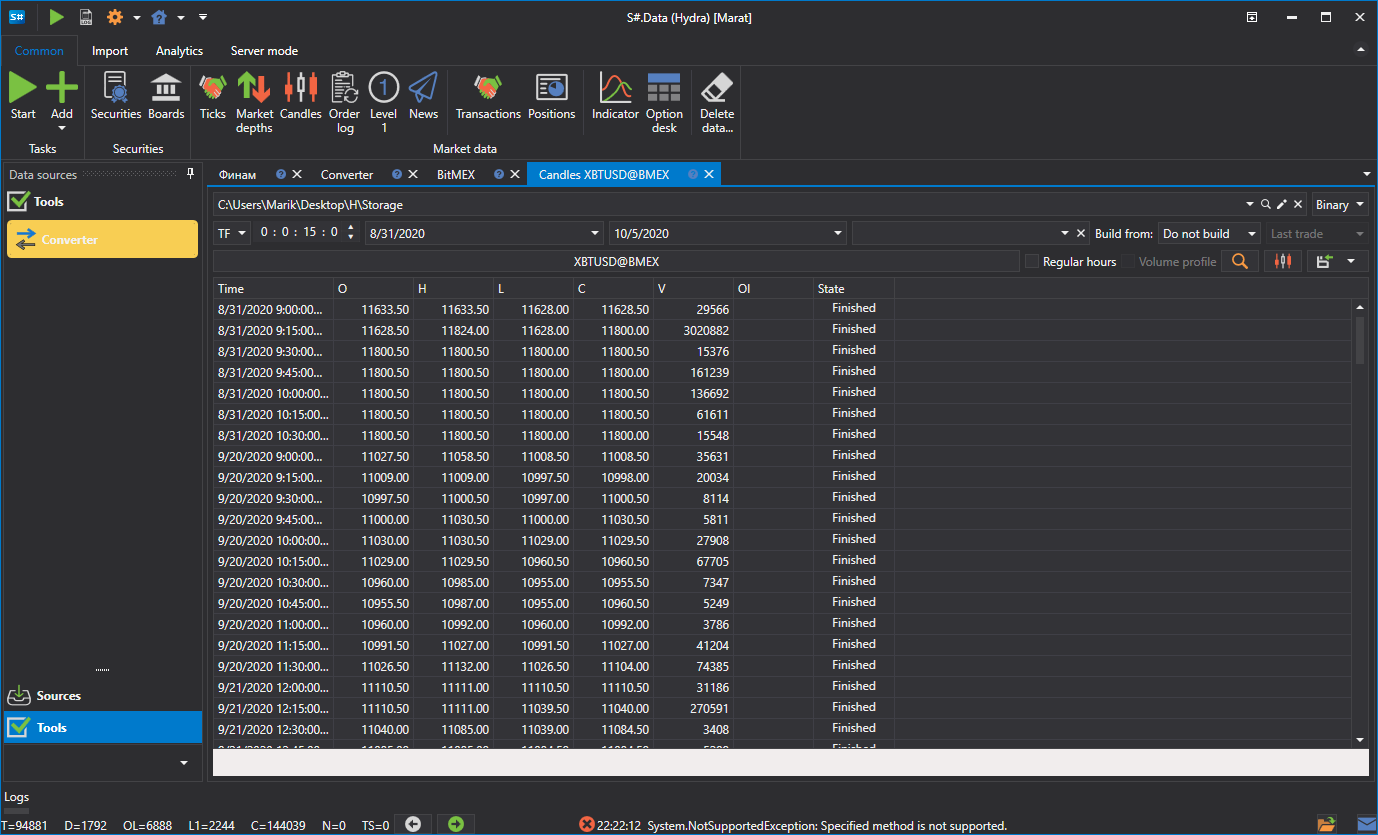 S# LOG S#.Data (Hydra) [Marat]
Common Import Analytics Server mode
Start Add Securities Boards Ticks Market depths Candles Order log Level 1 News Transactions Positions Indicator Option desk Delete data...
Tasks Securities Market data
Data sources Финам Converter BitMEX Candles XBTUSD@BMEX
Tools
Converter
C:\Users\Marik\Desktop\H\Storage Binary
TF 0 : 0 : 15 : 0 8/31/2020 10/5/2020 Build from: Do not build Last trade
XBTUSD@BMEX Regular hours Volume profile
Time O H L C V OI State
8/31/2020 9:00:00... 11633.50 11633.50 11628.00 11628.50 29566 Finished
8/31/2020 9:15:00... 11628.50 11824.00 11628.00 11800.00 3020882 Finished
8/31/2020 9:30:00... 11800.50 11800.50 11800.00 11800.50 15376 Finished
8/31/2020 9:45:00... 11800.50 11800.50 11800.00 11800.50 161239 Finished
8/31/2020 10:00:00... 11800.50 11800.50 11800.00 11800.50 136692 Finished
8/31/2020 10:15:00... 11800.50 11800.50 11800.00 11800.50 61611 Finished
8/31/2020 10:30:00... 11800.50 11800.50 11800.00 11800.00 15548 Finished
9/20/2020 9:00:00... 11027.50 11058.50 11008.50 11008.50 35631 Finished
9/20/2020 9:15:00... 11009.00 11009.00 10997.50 10998.00 20034 Finished
9/20/2020 9:30:00... 10997.50 11000.50 10997.00 11000.50 8114 Finished
9/20/2020 9:45:00... 11000.00 11030.50 11000.00 11030.50 5811 Finished
9/20/2020 10:00:00... 11030.00 11030.50 11029.00 11029.50 27908 Finished
9/20/2020 10:15:00... 11029.00 11029.50 10960.50 10960.50 67705 Finished
9/20/2020 10:30:00... 10960.00 10985.00 10955.00 10955.50 7347 Finished
9/20/2020 10:45:00... 10955.50 10987.00 10955.00 10960.50 5249 Finished
9/20/2020 11:00:00... 10960.00 10992.00 10960.00 10992.00 3786 Finished
9/20/2020 11:15:00... 10991.50 11027.00 10991.50 11027.00 41204 Finished
9/20/2020 11:30:00... 11026.50 11132.00 11026.50 11104.00 74385 Finished
9/21/2020 12:00:00... 11110.50 11111.00 11110.50 11110.50 31186 Finished
9/21/2020 12:15:00... 11110.50 11111.00 11039.50 11040.00 270591 Finished
9/21/2020 12:30:00... 11040.00 11085.00 11039.00 11084.50 3408 Finished
Sources
Tools
Logs
T=94881 D=1792 OL=6888 L1=2244 C=144039 N=0 TS=0 22:22:12 System.NotSupportedException: Specified method is not supported.